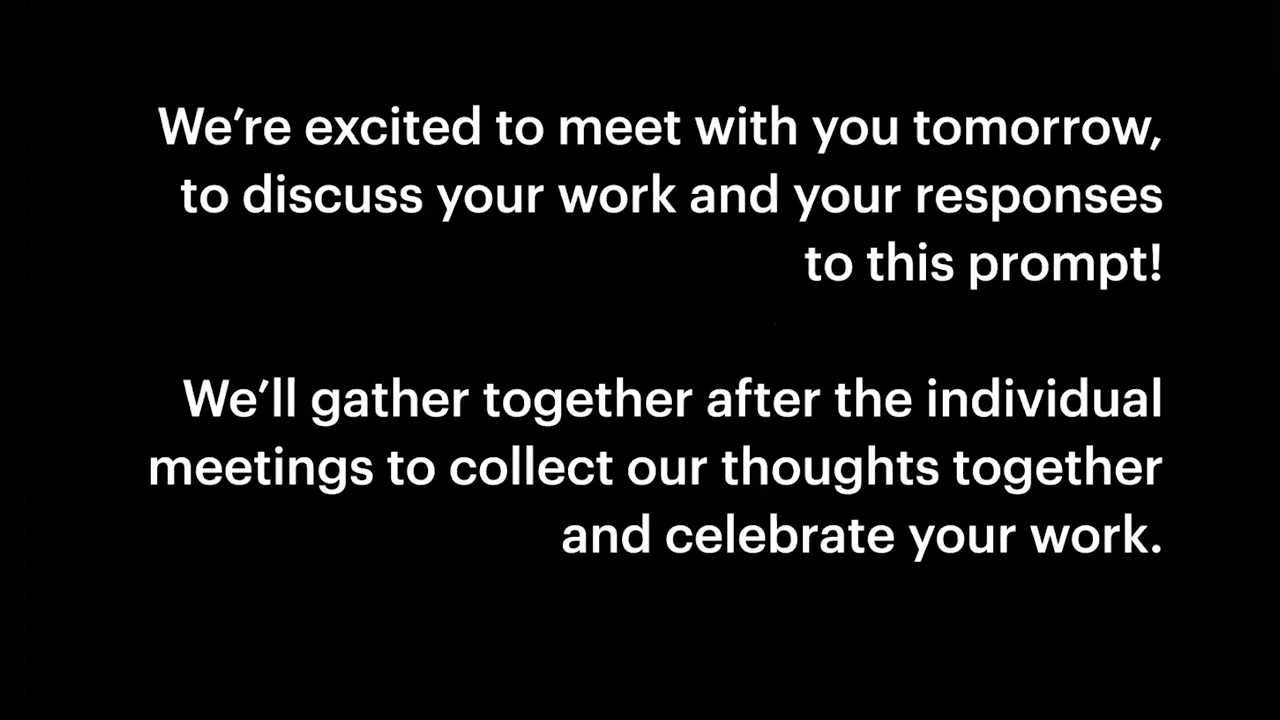 We’re excited to meet with you tomorrow,
to discuss your work and your responses
to this prompt!
We’ll gather together after the individual
meetings to collect our thoughts together
and celebrate your work.